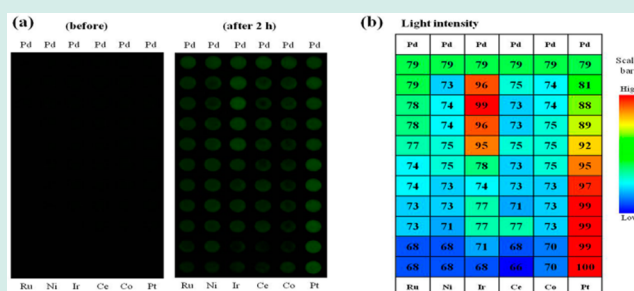 (a) (before) (after 2 h)
Pd Pd Pd Pd Pd Pd Pd Pd Pd Pd Pd Pd
Ru Ni Ir Ce Co Pt Ru Ni Ir Ce Co Pt
(b) Light intensity
Pd Pd Pd Pd Pd Pd
79 79 79 79 79 79
79 73 96 75 74 81
78 74 99 73 74 88
78 74 96 73 75 89
77 75 95 75 75 92
74 75 78 73 75 95
74 73 74 73 73 97
73 73 77 71 73 99
73 71 77 77 73 99
68 68 71 68 70 99
68 68 68 66 70 100
Ru Ni Ir Ce Co Pt
bar